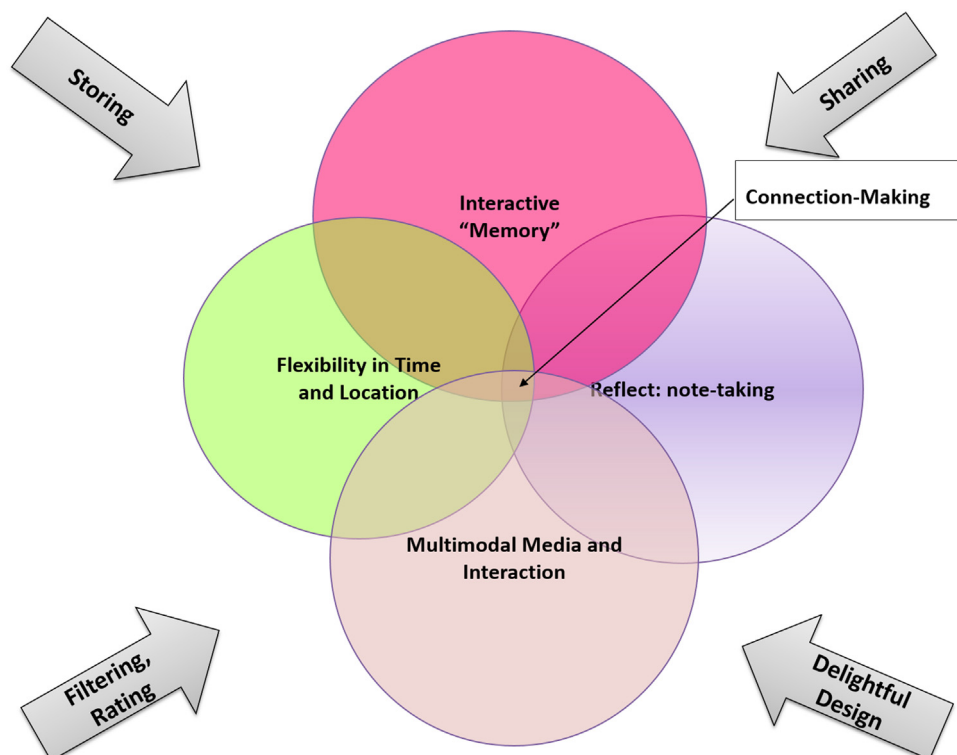 Storing
Sharing
Connection-Making
Interactive
“Memory”
Flexibility in Time
and Location
Reflect: note-taking
Multimodal Media and
Interaction
Filtering,
Rating
Delightful
Design